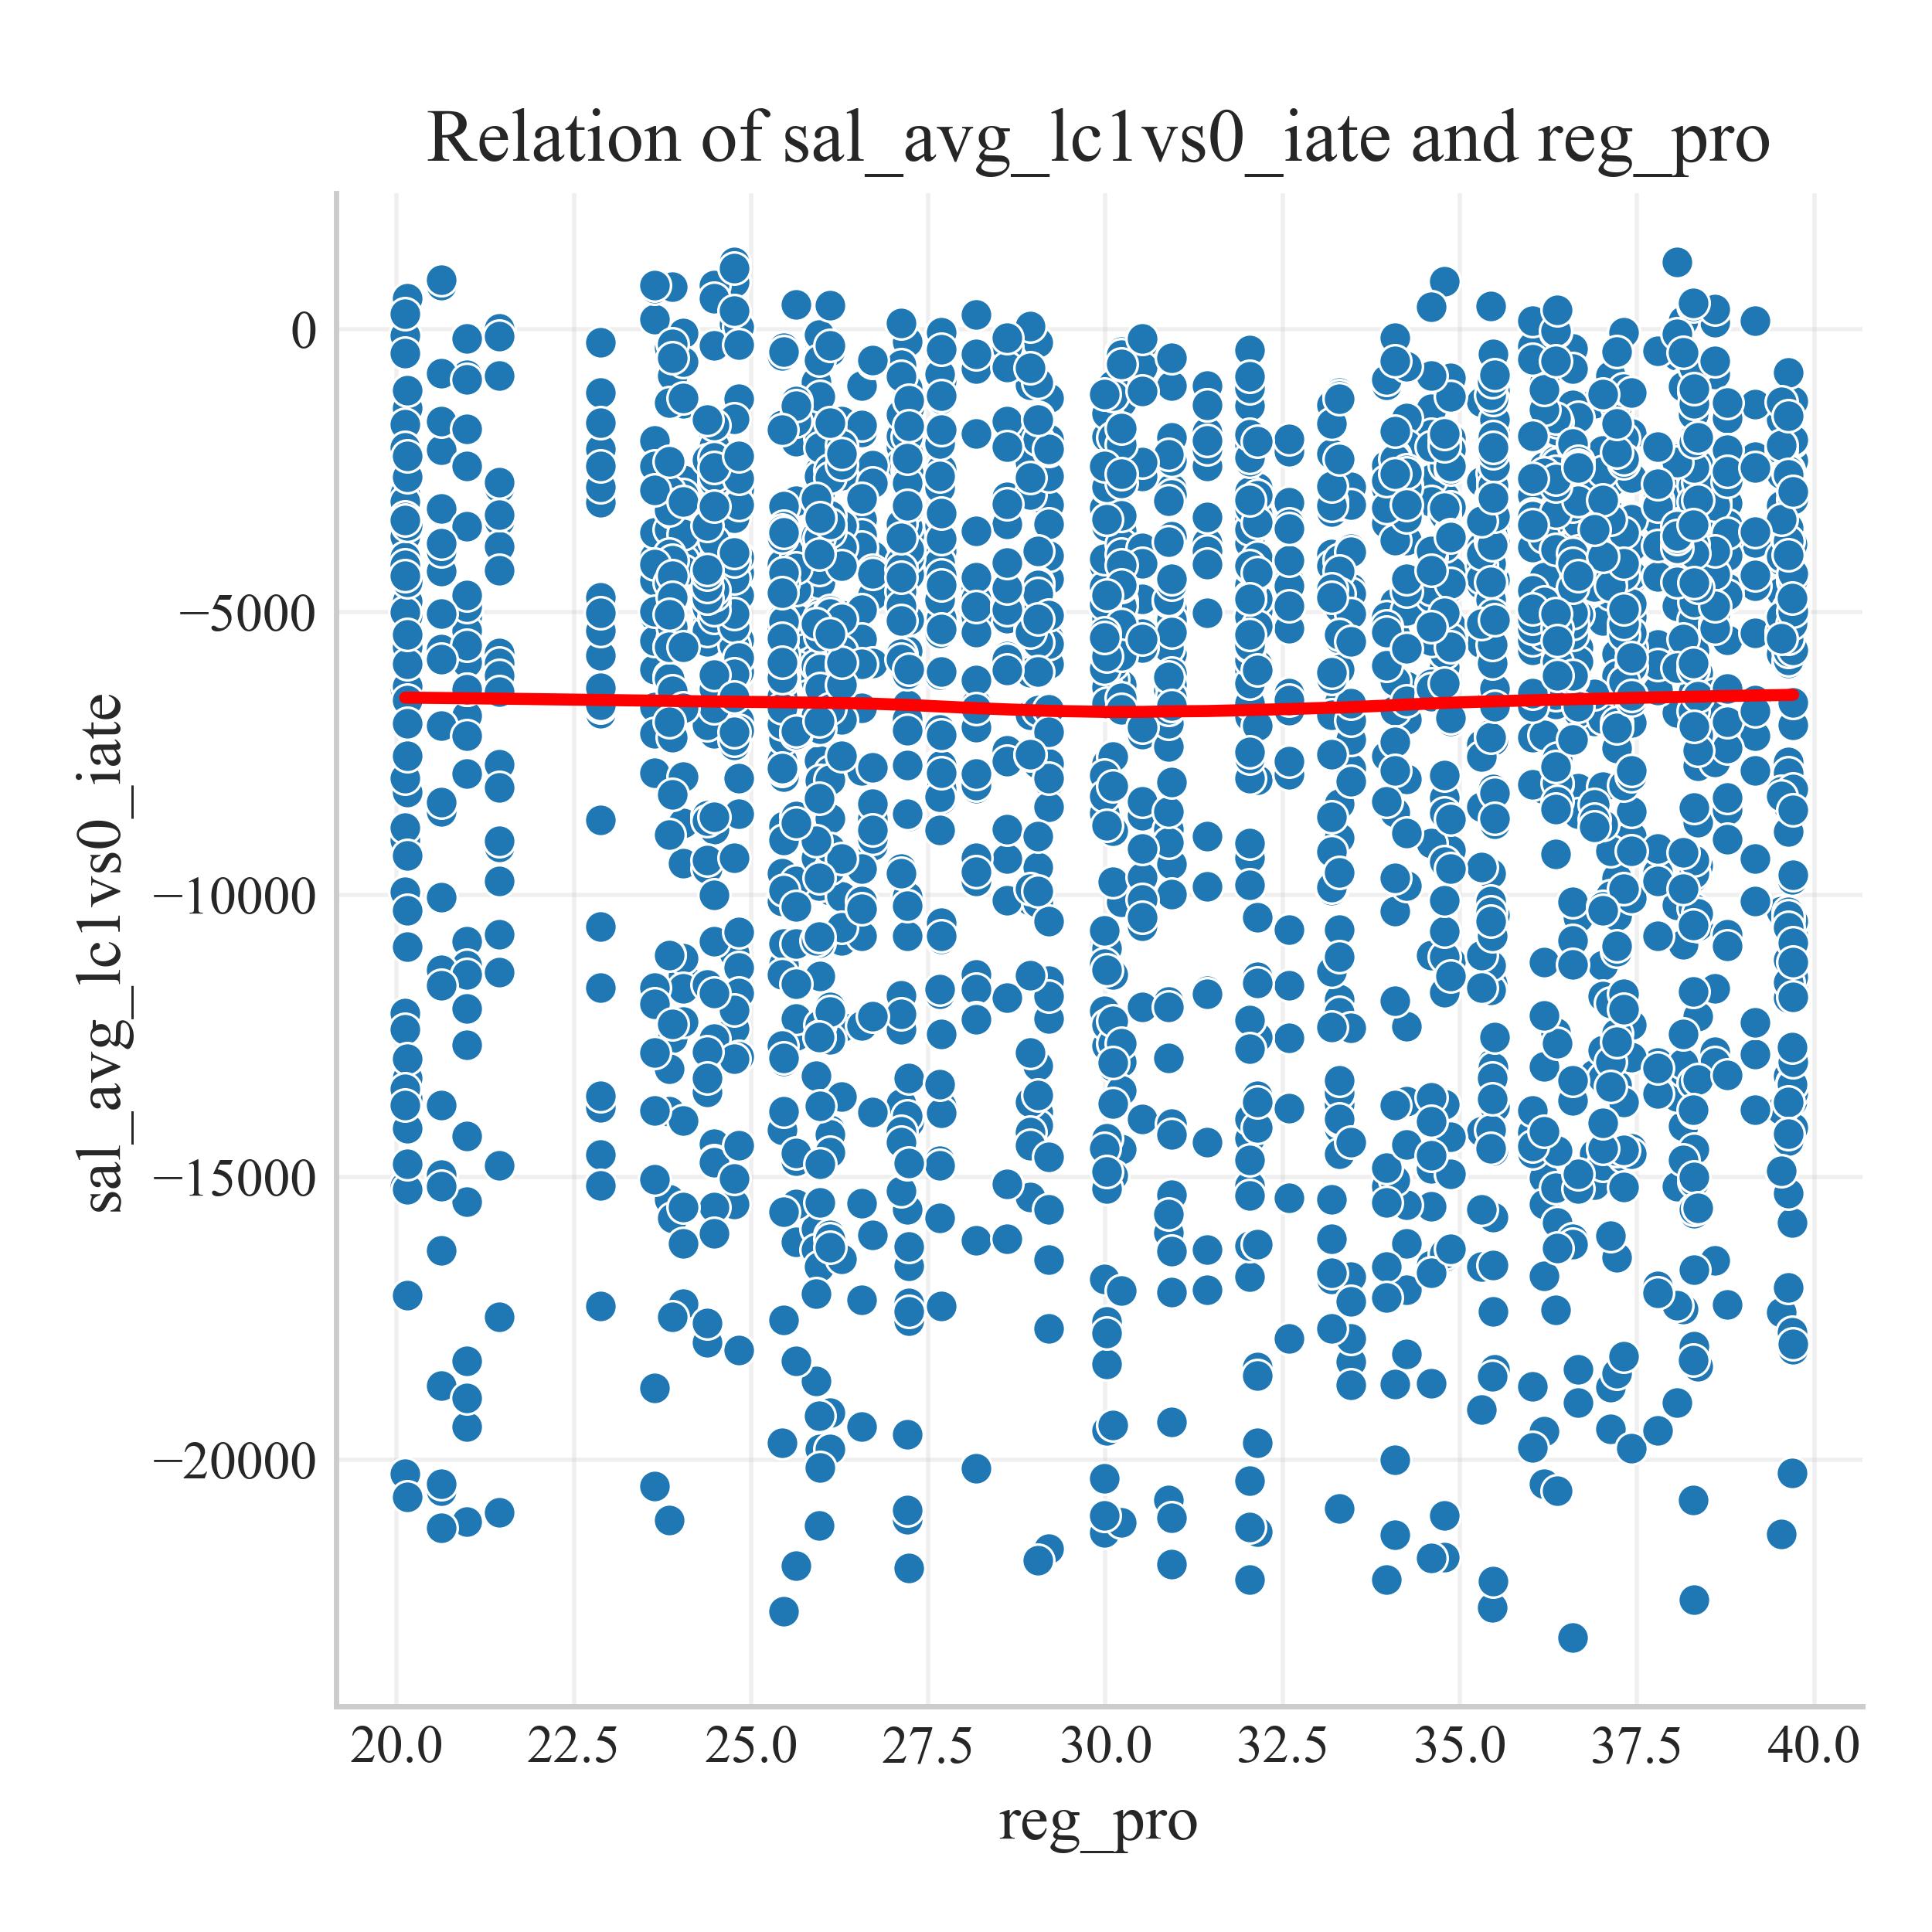 Relation of sal_avg_lc1vs0_iate and reg_pro
sal_avg_lc1vs0_iate
0
−5000
−10000
−15000
−20000
20.0 22.5 25.0 27.5 30.0 32.5 35.0 37.5 40.0
reg_pro